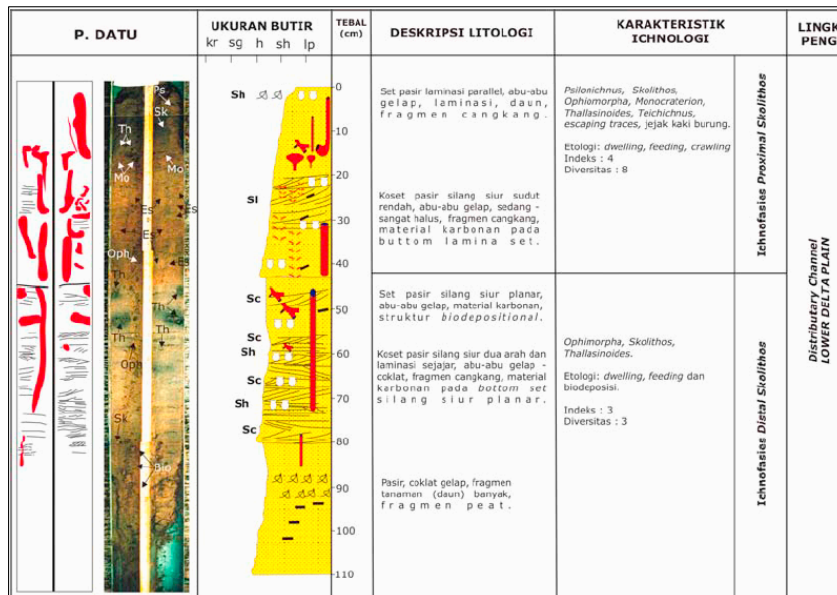 P. DATU
UKURAN BUTIR
kr sg h sh lp
TEBAL
(cm)
DESKRIPSI LITOLOGI
KARAKTERISTIK
ICHNOLOGI
LINGK
PENG
Ps
Sk
Th
Mo
Mo
Es
Es
Es
Es
Oph
Th
Th
Th
Th
Oph
Sk
Bio
Sh
Sl
Sc
Sc
Sh
Sc
Sh
Sc
0
10
20
30
40
50
60
70
80
90
100
110
Set pasir laminasi parallel, abu-abu
gelap, laminasi, daun,
fragmen cangkang.
Koset pasir silang siur sudut
rendah, abu-abu gelap, sedang -
sangat halus, fragmen cangkang,
material karbonan pada
buttom lamina set.
Set pasir silang siur planar,
abu-abu gelap, material karbonan,
struktur biodepositional.
Koset pasir silang siur dua arah dan
laminasi sejajar, abu-abu gelap -
coklat, fragmen cangkang, material
karbonan pada bottom set
silang siur planar.
Pasir, coklat gelap, fragmen
tanaman (daun) banyak,
fragmen peat.
Psilonichnus, Skolithos,
Ophiomorpha, Monocraterion,
Thallasinoides, Teichichnus,
escaping traces, jejak kaki burung.
Etologi: dwelling, feeding, crawling
Indeks : 4
Diversitas : 8
Ophimorpha, Skolithos,
Thallasinoides.
Etologi: dwelling, feeding dan
biodeposisi.
Indeks : 3
Diversitas : 3
Ichnofasies Proximal Skolithos
Ichnofasies Distal Skolithos
Distributary Channel
LOWER DELTA PLAIN